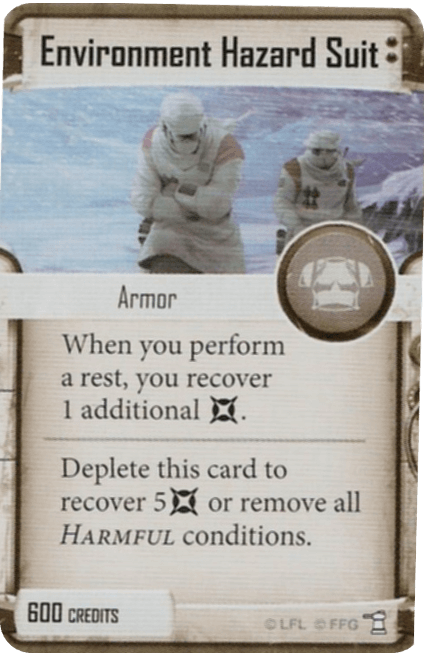 Environment Hazard Suit
Armor
When you perform
a rest, you recover
1 additional .
Deplete this card to
recover 5 or remove all
HARMFUL conditions.
600 CREDITS
© LFL © FFG